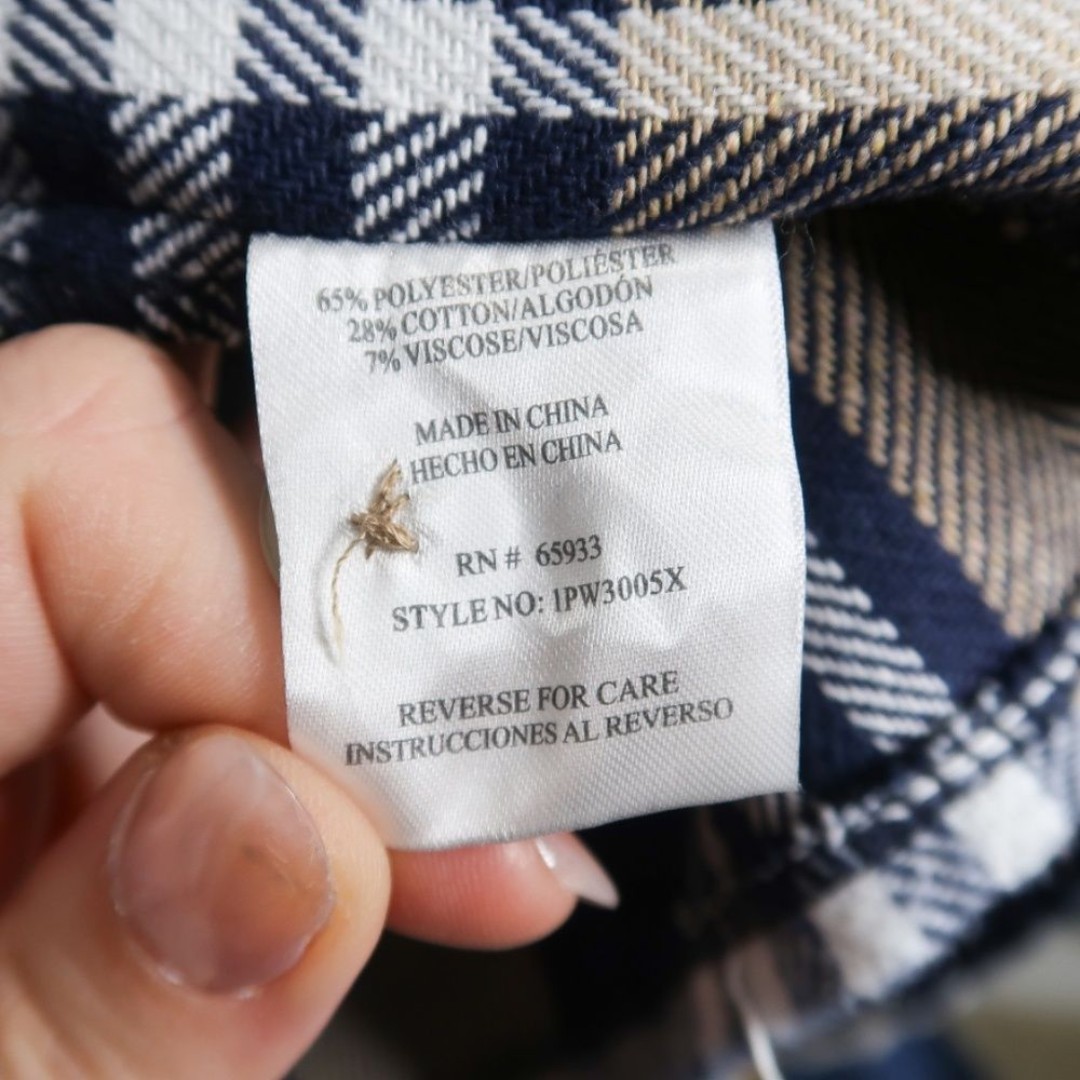 65% POLYESTER/POLIÉSTER
28% COTTON/ALGODÓN
7% VISCOSE/VISCOSA
MADE IN CHINA
HECHO EN CHINA
RN # 65933
STYLE NO: 1PW3005X
REVERSE FOR CARE
INSTRUCCIONES AL REVERSO